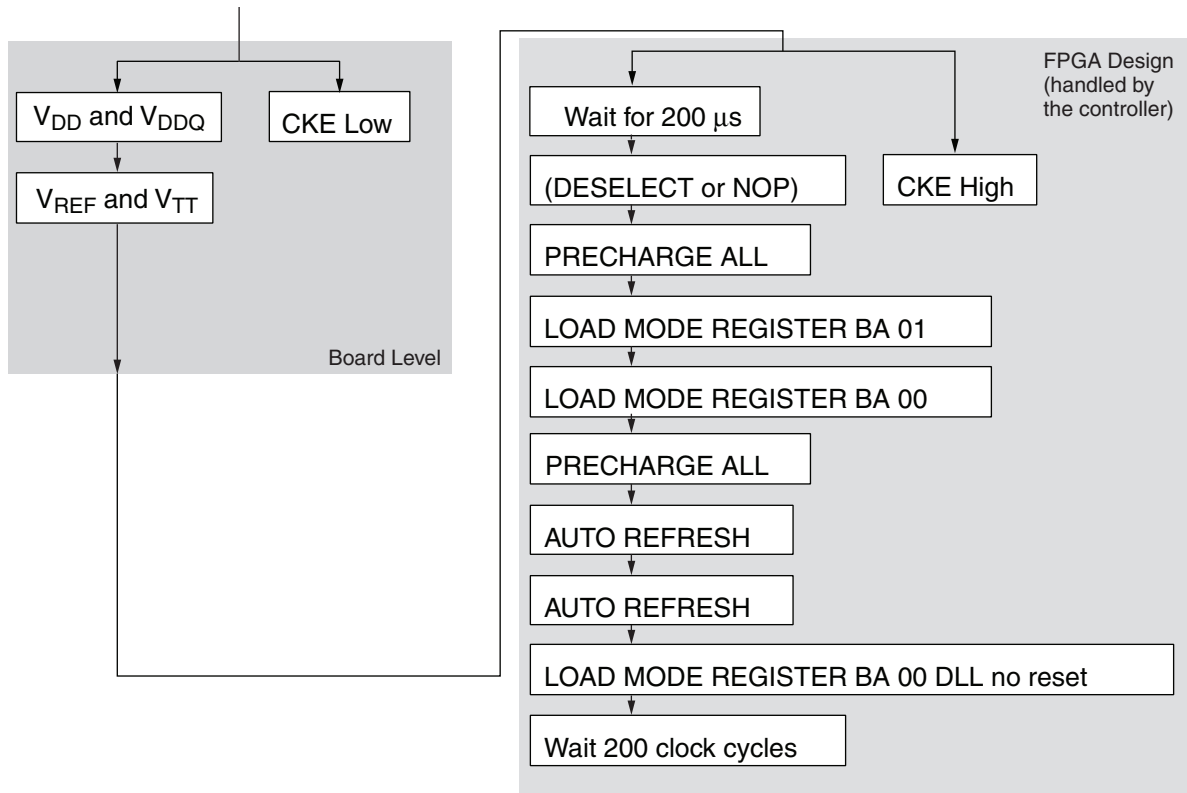 V_DD and V_DDQ
CKE Low
V_REF and V_TT
Board Level
FPGA Design
(handled by
the controller)
Wait for 200 μs
(DESELECT or NOP)
CKE High
PRECHARGE ALL
LOAD MODE REGISTER BA 01
LOAD MODE REGISTER BA 00
PRECHARGE ALL
AUTO REFRESH
AUTO REFRESH
LOAD MODE REGISTER BA 00 DLL no reset
Wait 200 clock cycles